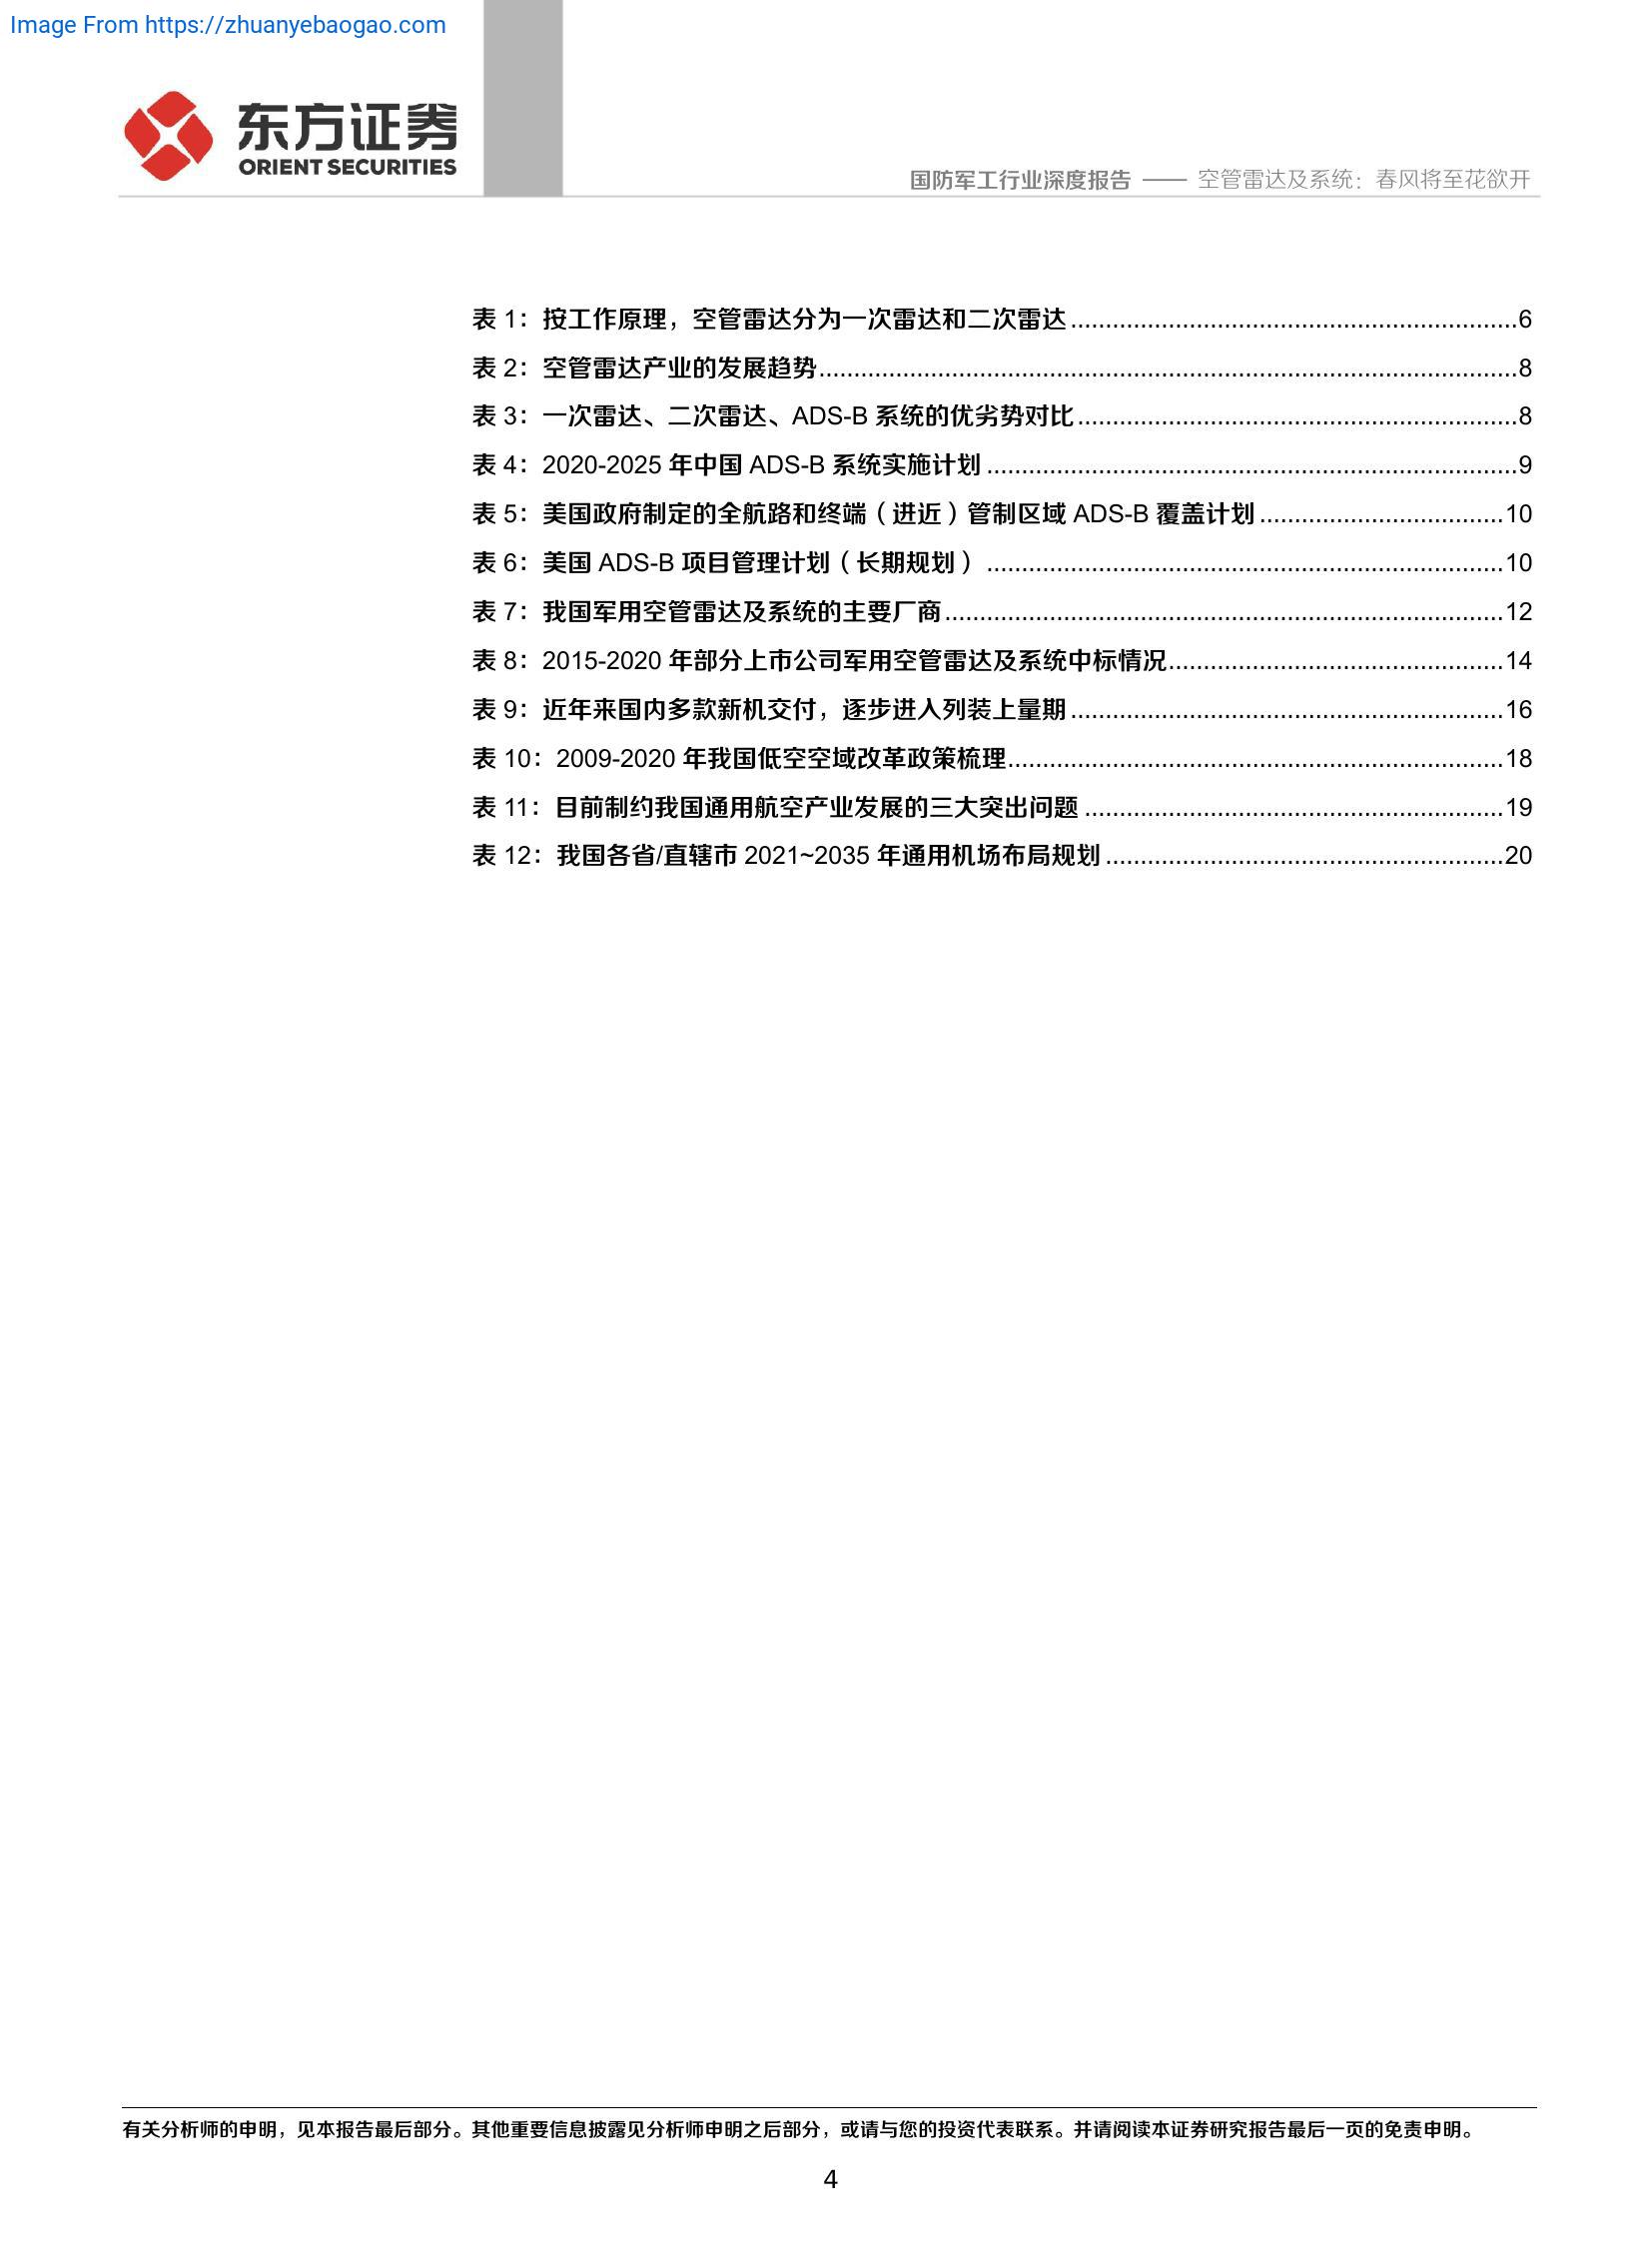 Image From https://zhuanyebaogao.com
东方证券
ORIENT SECURITIES
国防军工行业深度报告 —— 空管雷达及系统：春风将至花欲开
表 1：按工作原理，空管雷达分为一次雷达和二次雷达................................................................6
表 2：空管雷达产业的发展趋势....................................................................................................8
表 3：一次雷达、二次雷达、ADS-B 系统的优劣势对比...............................................................8
表 4：2020-2025 年中国 ADS-B 系统实施计划............................................................................9
表 5：美国政府制定的全航路和终端（进近）管制区域 ADS-B 覆盖计划...................................10
表 6：美国 ADS-B 项目管理计划（长期规划）..........................................................................10
表 7：我国军用空管雷达及系统的主要厂商................................................................................12
表 8：2015-2020 年部分上市公司军用空管雷达及系统中标情况................................................14
表 9：近年来国内多款新机交付，逐步进入列装上量期..............................................................16
表 10：2009-2020 年我国低空空域改革政策梳理.......................................................................18
表 11：目前制约我国通用航空产业发展的三大突出问题............................................................19
表 12：我国各省/直辖市 2021~2035 年通用机场布局规划.........................................................20
有关分析师的申明，见本报告最后部分。其他重要信息披露见分析师申明之后部分，或请与您的投资代表联系。并请阅读本证券研究报告最后一页的免责申明。
4